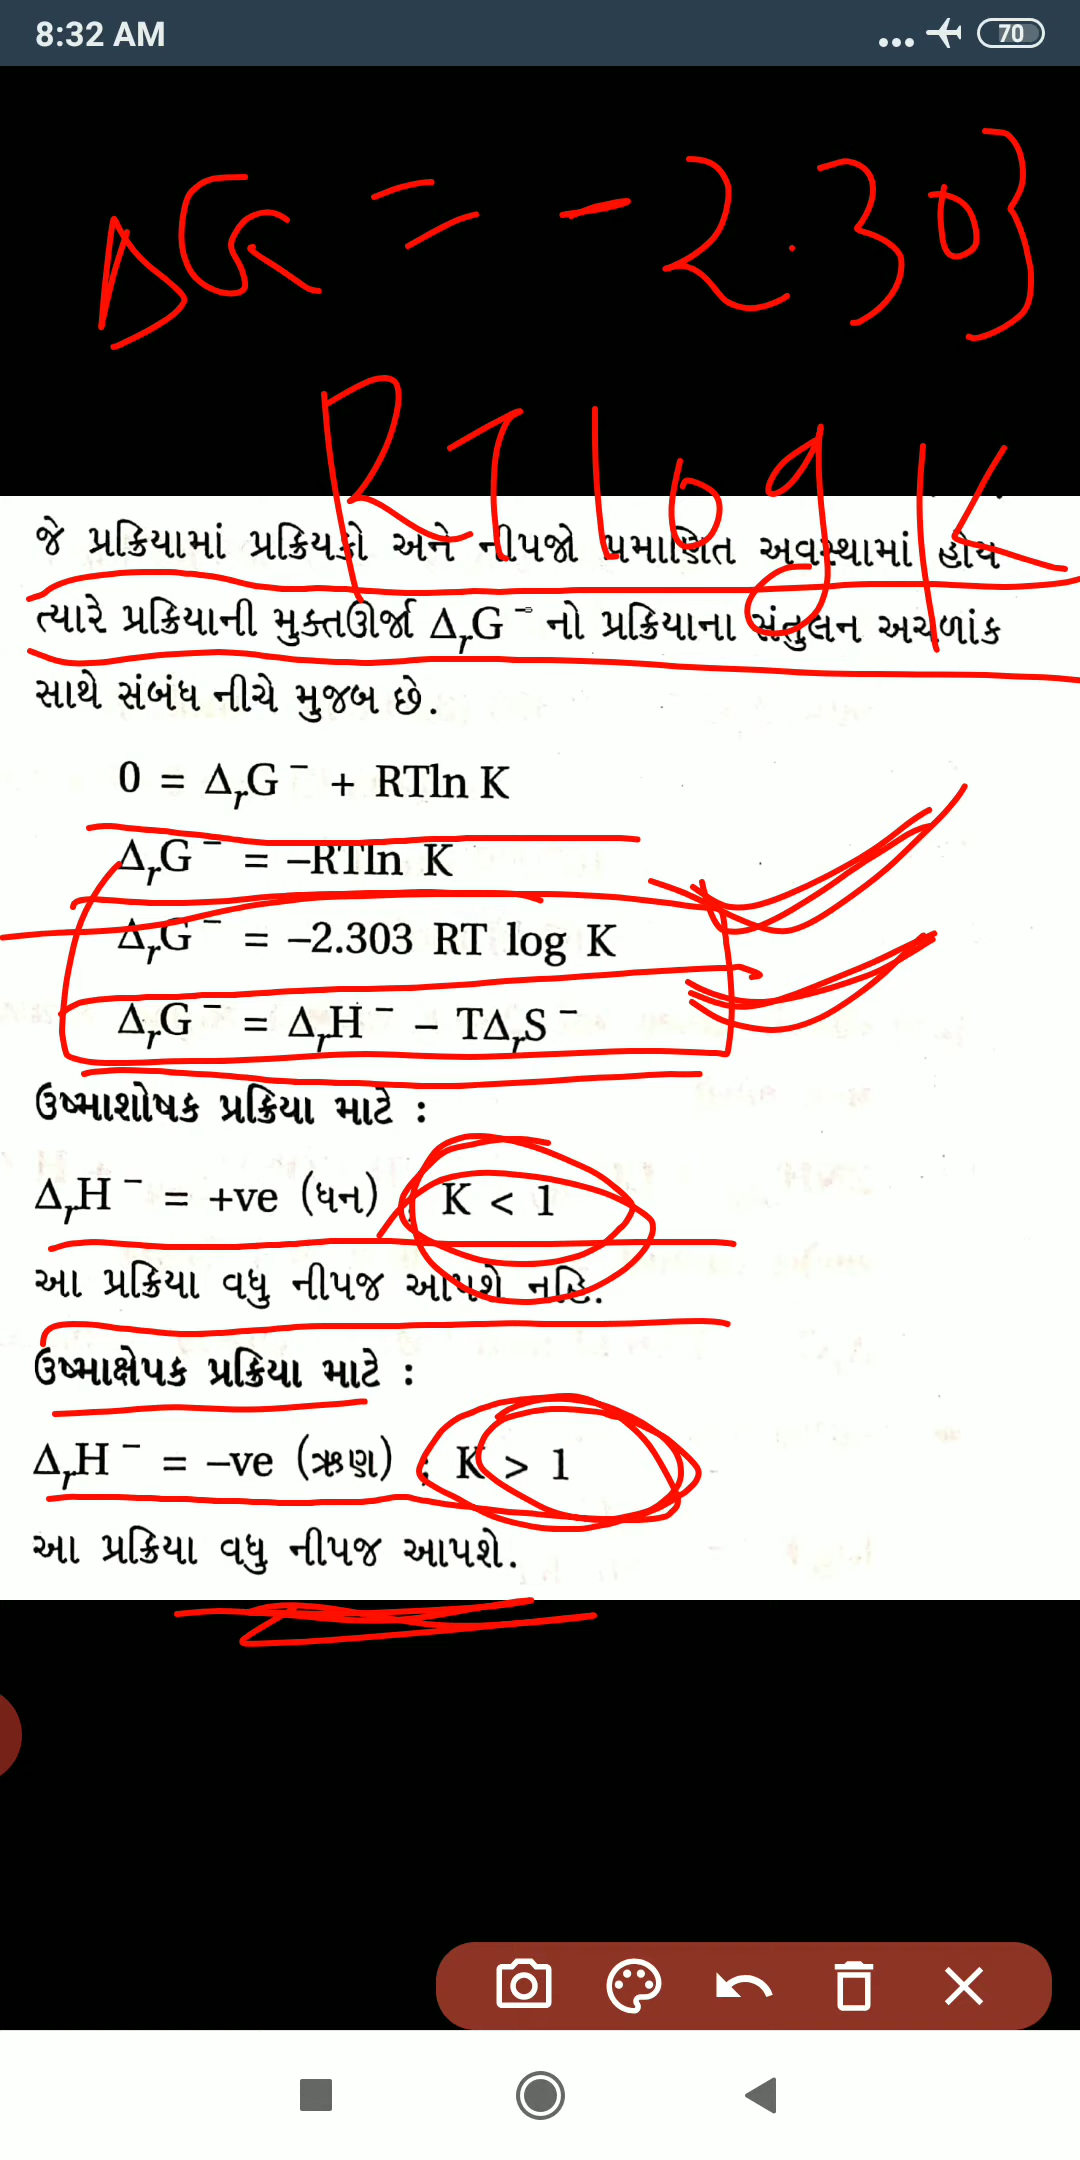 8:32 AM
70
ΔG = -2.303
RT log K
જે પ્રક્રિયામાં પ્રક્રિયકો અને નીપજો પ્રમાણિત અવસ્થામાં હોય
ત્યારે પ્રક્રિયાની મુક્તઊર્જા ΔᵣG⁻ નો પ્રક્રિયાના સંતુલન અચળાંક
સાથે સંબંધ નીચે મુજબ છે.
0 = ΔᵣG⁻ + RTln K
ΔᵣG⁻ = –RTln K
ΔᵣG⁻ = –2.303 RT log K
ΔᵣG⁻ = ΔᵣH⁻ – TΔᵣS⁻
ઉષ્માશોષક પ્રક્રિયા માટે :
ΔᵣH⁻ = +ve (ધન) ; K < 1
આ પ્રક્રિયા વધુ નીપજ આપશે નહિ.
ઉષ્માક્ષેપક પ્રક્રિયા માટે :
ΔᵣH⁻ = –ve (ઋણ) ; K > 1
આ પ્રક્રિયા વધુ નીપજ આપશે.